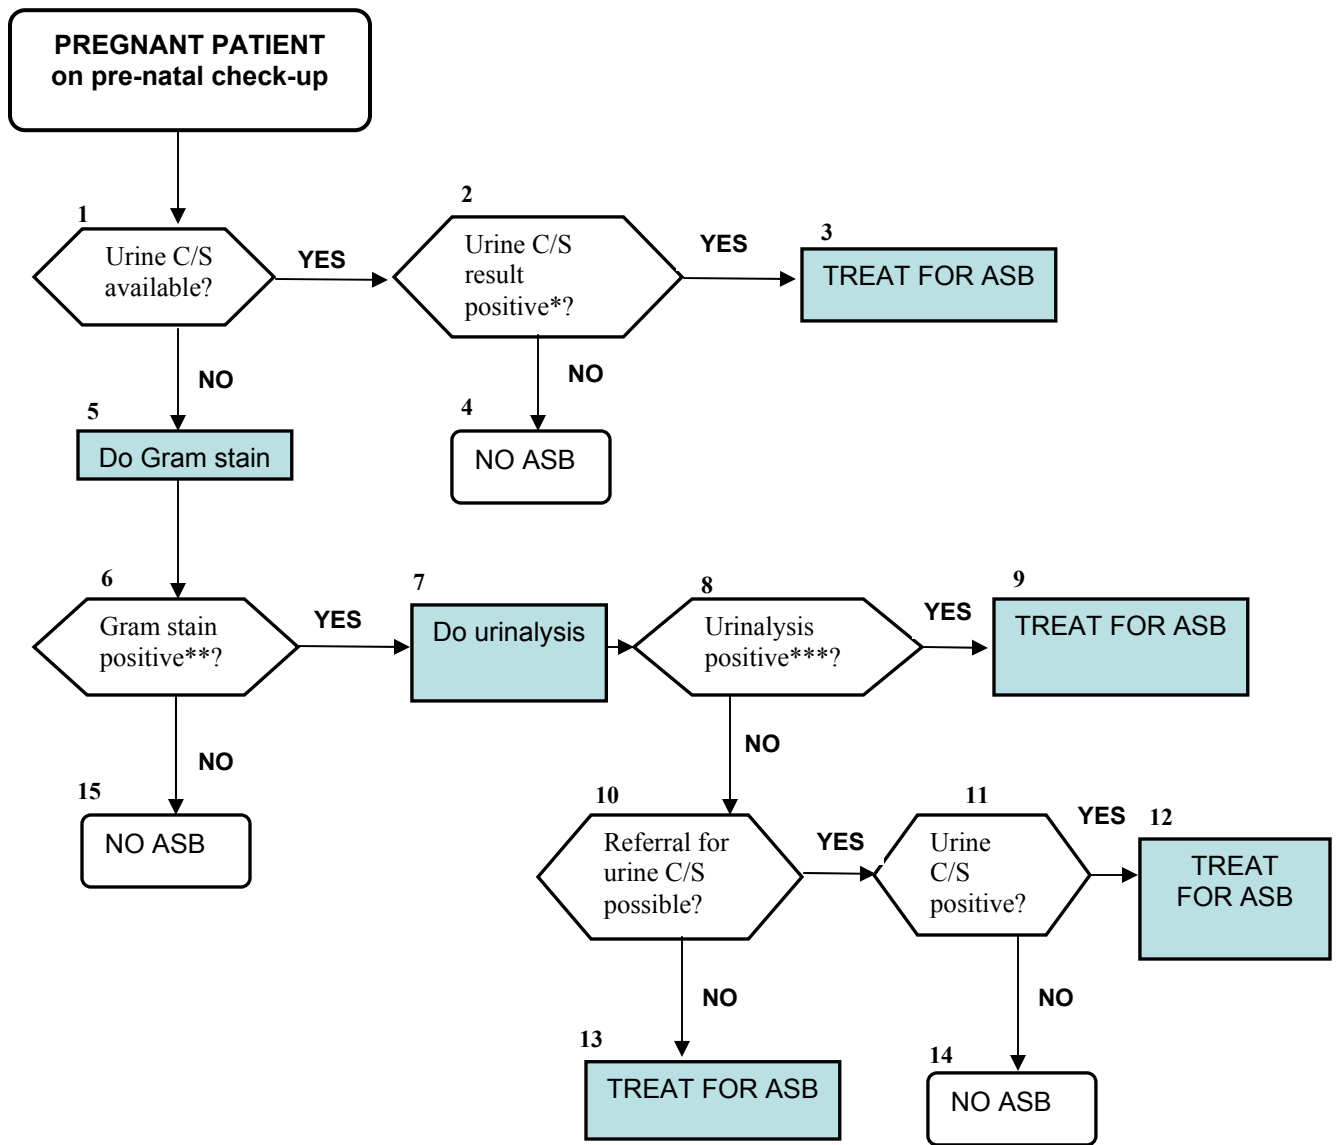 PREGNANT PATIENT
on pre-natal check-up
1
Urine C/S
available?
YES
2
Urine C/S
result
positive*?
YES
3
TREAT FOR ASB
NO
NO
4
NO ASB
5
Do Gram stain
6
Gram stain
positive**?
YES
7
Do urinalysis
8
Urinalysis
positive***?
YES
9
TREAT FOR ASB
NO
NO
15
NO ASB
10
Referral for
urine C/S
possible?
YES
11
Urine
C/S
positive?
YES
12
TREAT
FOR ASB
NO
NO
13
TREAT FOR ASB
14
NO ASB